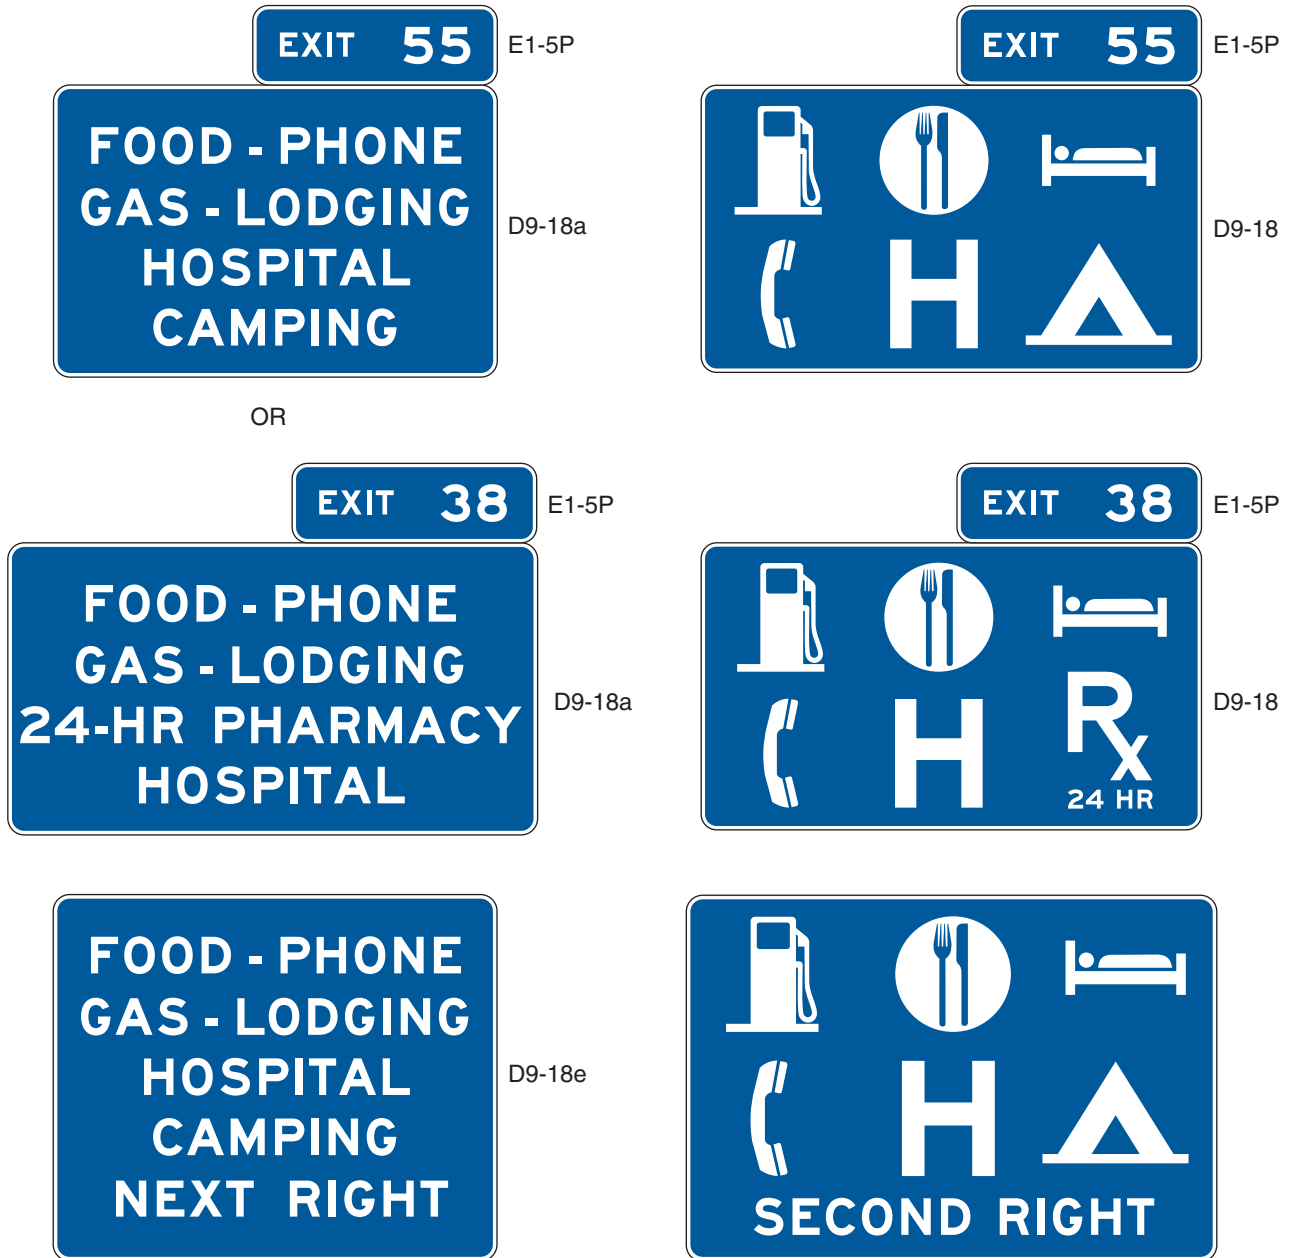 EXIT 55
E1-5P
FOOD - PHONE
GAS - LODGING
HOSPITAL
CAMPING
D9-18a
EXIT 55
E1-5P
H
D9-18
OR
EXIT 38
E1-5P
FOOD - PHONE
GAS - LODGING
24-HR PHARMACY
HOSPITAL
D9-18a
EXIT 38
E1-5P
H
Rx
24 HR
D9-18
FOOD - PHONE
GAS - LODGING
HOSPITAL
CAMPING
NEXT RIGHT
D9-18e
H
SECOND RIGHT